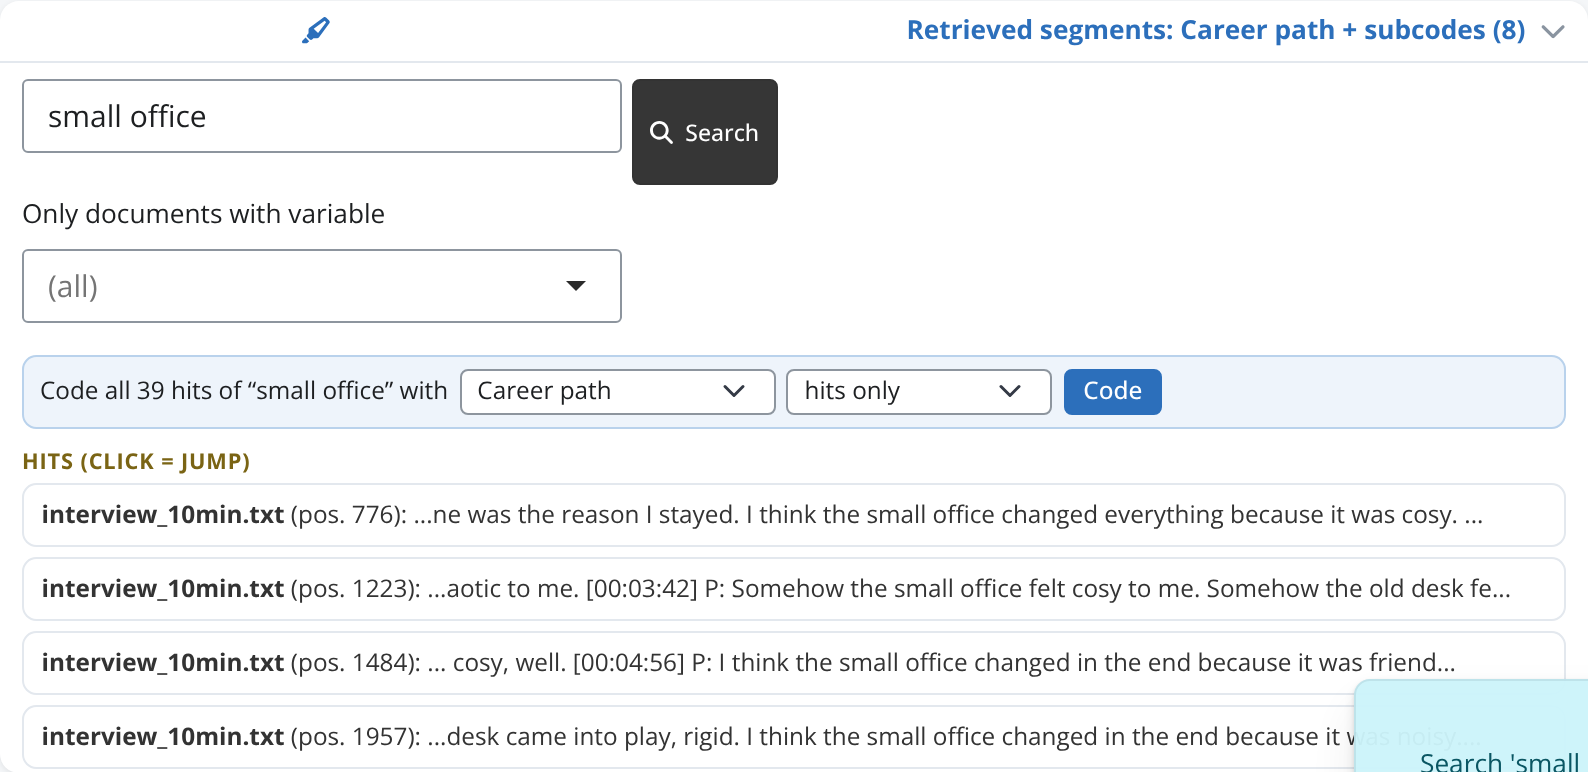 Retrieved segments: Career path + subcodes (8)
small office
Search
Only documents with variable
(all)
Code all 39 hits of “small office” with Career path hits only Code
HITS (CLICK = JUMP)
interview_10min.txt (pos. 776): ...ne was the reason I stayed. I think the small office changed everything because it was cosy. ...
interview_10min.txt (pos. 1223): ...aotic to me. [00:03:42] P: Somehow the small office felt cosy to me. Somehow the old desk fe...
interview_10min.txt (pos. 1484): ... cosy, well. [00:04:56] P: I think the small office changed in the end because it was friend...
interview_10min.txt (pos. 1957): ...desk came into play, rigid. I think the small office changed in the end because it was noisy....
Search 'small